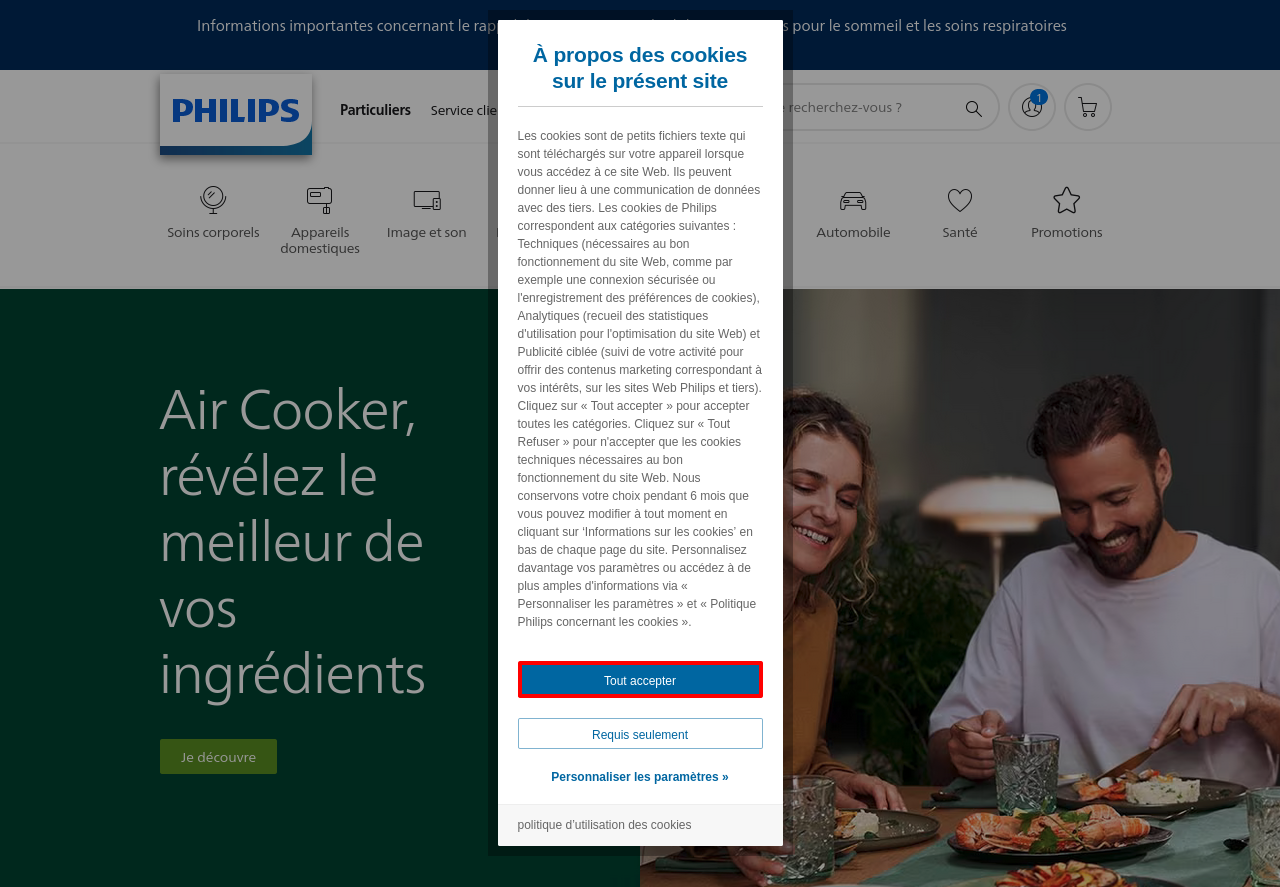 Informations importantes concernant le
pour le sommeil et les soins respiratoires
À propos des cookies
sur le présent site
PHILIPS
Particuliers
Service
recherchez-vous ?
1
Les cookies sont de petits fichiers texte qui
sont téléchargés sur votre appareil lorsque
vous accédez à ce site Web. Ils peuvent
donner lieu à une communication de données
avec des tiers. Les cookies de Philips
correspondent aux catégories suivantes :
Techniques (nécessaires au bon
fonctionnement du site Web, comme par
exemple une connexion sécurisée ou
l'enregistrement des préférences de cookies),
Analytiques (recueil des statistiques
d'utilisation pour l'optimisation du site Web) et
Publicité ciblée (suivi de votre activité pour
offrir des contenus marketing correspondant à
vos intérêts, sur les sites Web Philips et tiers).
Cliquez sur « Tout accepter » pour accepter
toutes les catégories. Cliquez sur « Tout
Refuser » pour n'accepter que les cookies
techniques nécessaires au bon
fonctionnement du site Web. Nous
conservons votre choix pendant 6 mois que
vous pouvez modifier à tout moment en
cliquant sur ‘Informations sur les cookies’ en
bas de chaque page du site. Personnalisez
davantage vos paramètres ou accédez à de
plus amples d'informations via «
Personnaliser les paramètres » et « Politique
Philips concernant les cookies ».
Tout accepter
Requis seulement
Personnaliser les paramètres »
politique d’utilisation des cookies
Soins corporels
Appareils
domestiques
Image et son
Automobile
Santé
Promotions
Air Cooker,
révélez le
meilleur de
vos
ingrédients
Je découvre